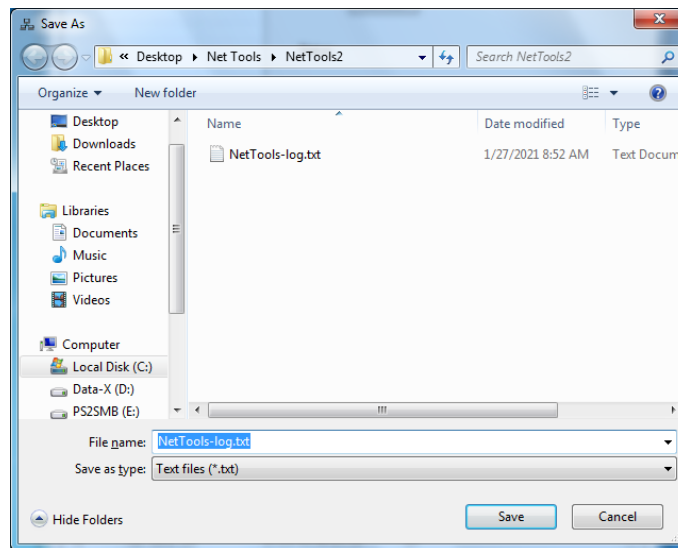 Save As
« Desktop ▸ Net Tools ▸ NetTools2
Search NetTools2
Organize
New folder
Desktop
Downloads
Recent Places
Libraries
Documents
Music
Pictures
Videos
Computer
Local Disk (C:)
Data-X (D:)
PS2SMB (E:)
Name Date modified Type
NetTools-log.txt 1/27/2021 8:52 AM Text Docum
File name: NetTools-log.txt
Save as type: Text files (*.txt)
Hide Folders
Save Cancel